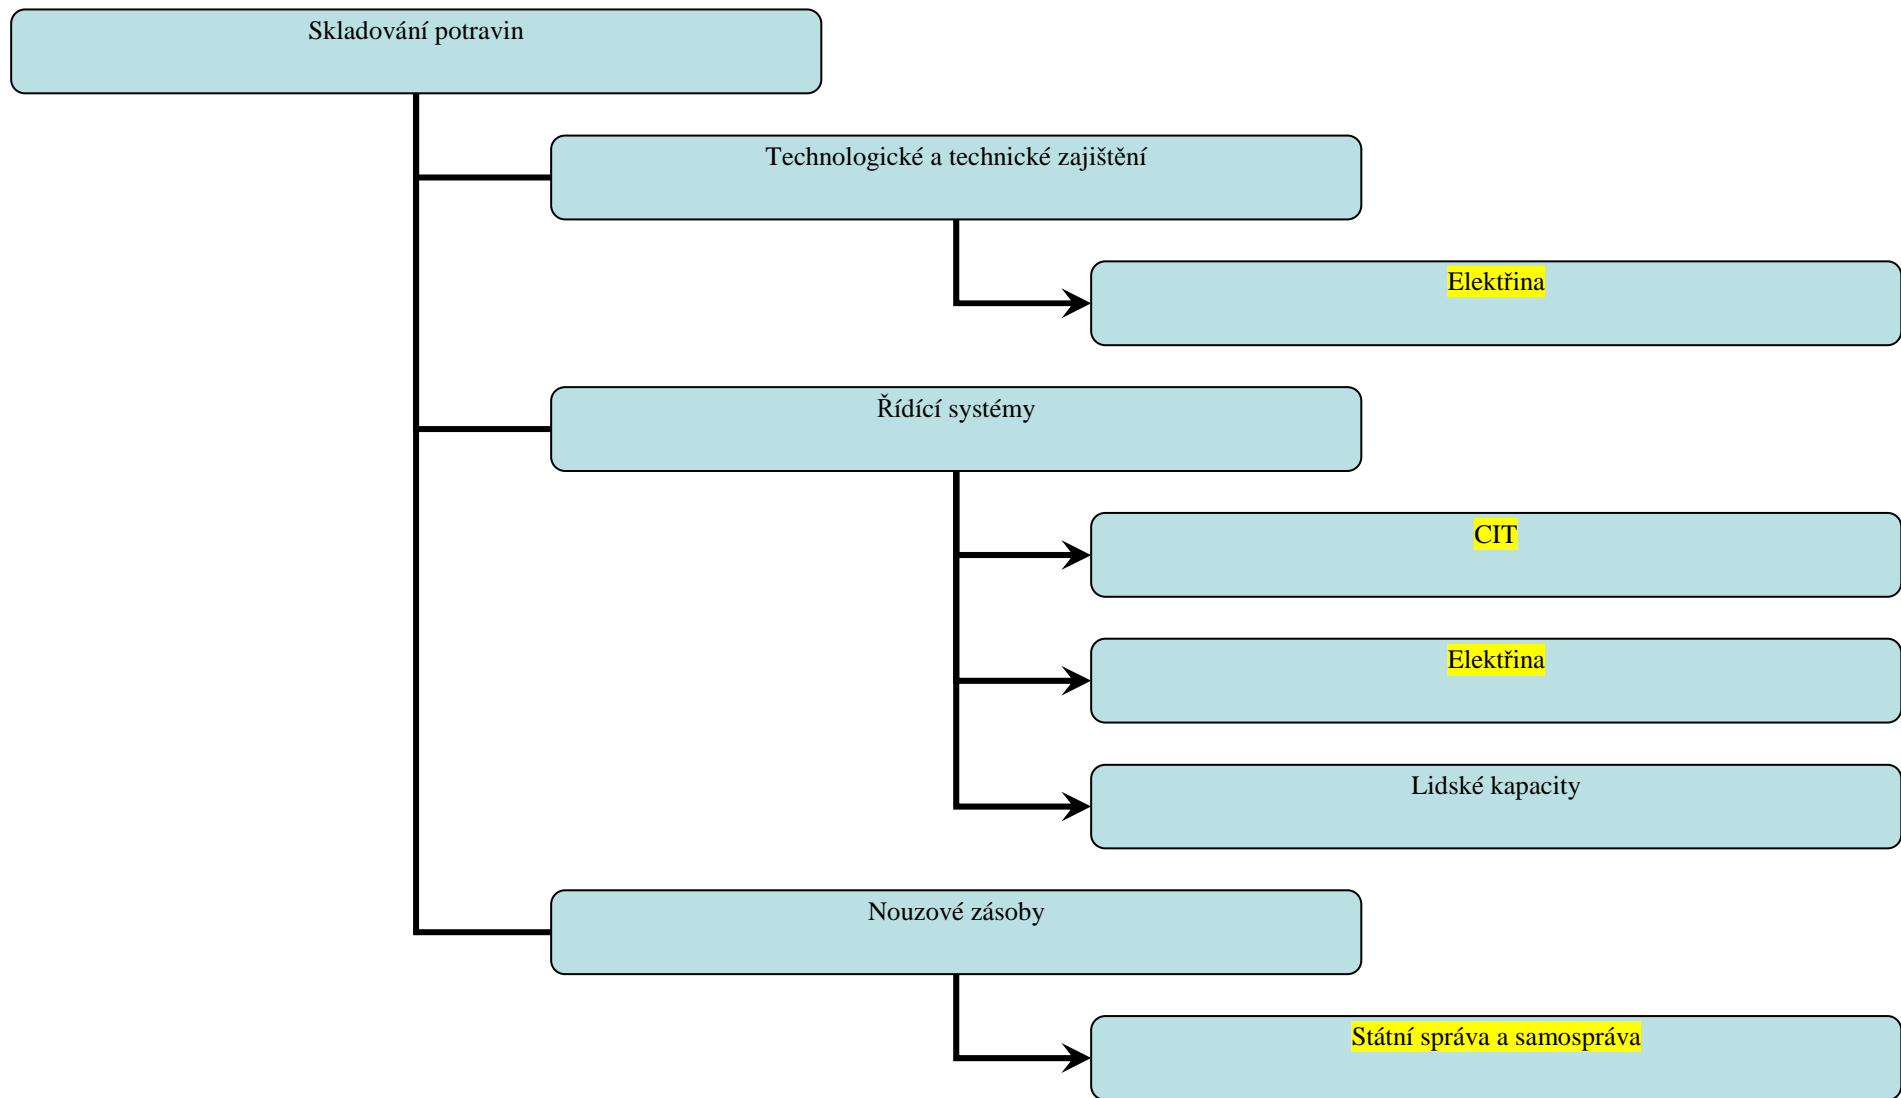 Skladování potravin
Technologické a technické zajištění
Elektřina
Řídící systémy
CIT
Elektřina
Lidské kapacity
Nouzové zásoby
Státní správa a samospráva